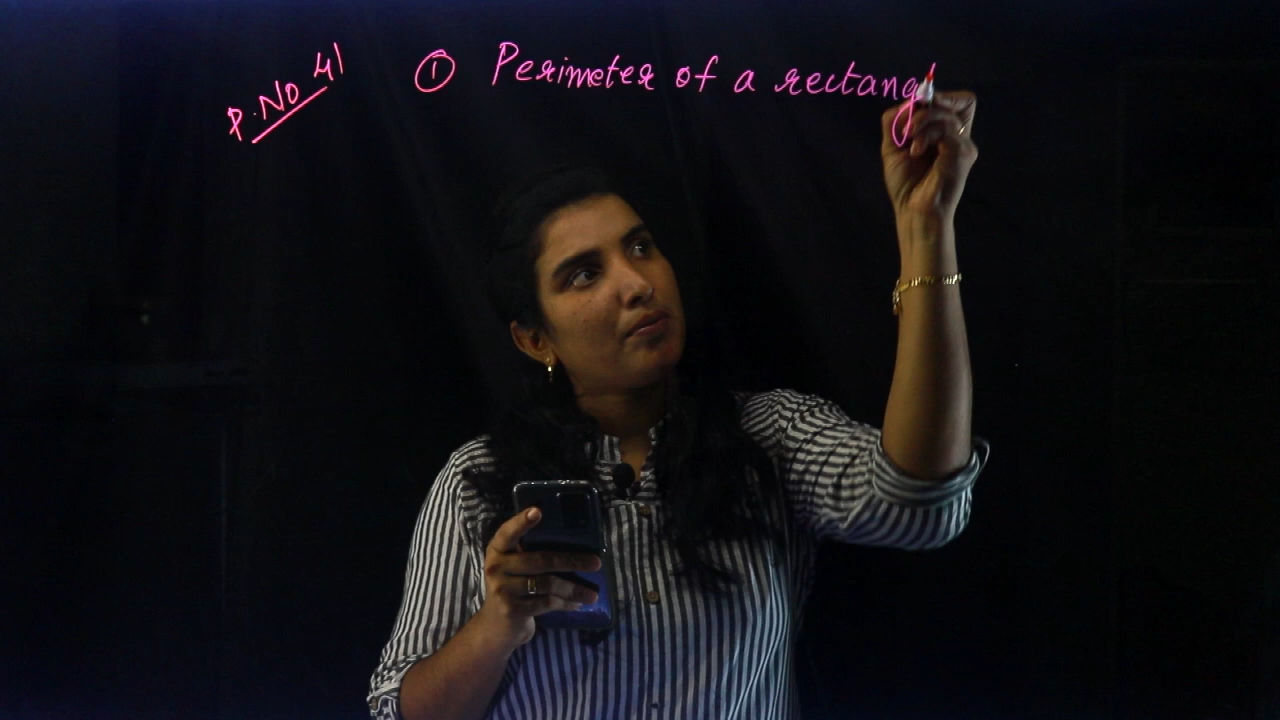 P.No 41
① Perimeter of a rectangl